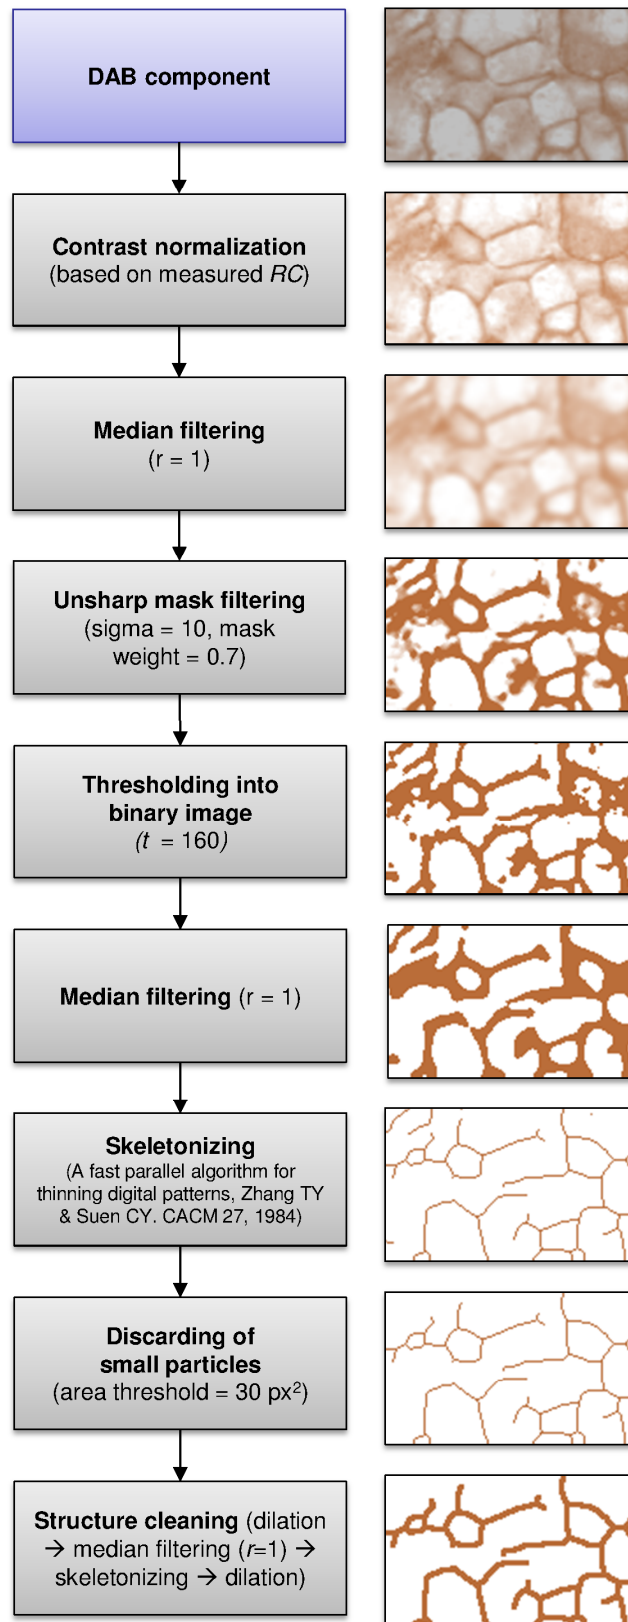 DAB component
Contrast normalization
(based on measured RC)
Median filtering
(r = 1)
Unsharp mask filtering
(sigma = 10, mask
weight = 0.7)
Thresholding into
binary image
(t = 160)
Median filtering (r = 1)
Skeletonizing
(A fast parallel algorithm for
thinning digital patterns, Zhang TY
& Suen CY. CACM 27, 1984)
Discarding of
small particles
(area threshold = 30 px²)
Structure cleaning (dilation
→ median filtering (r=1) →
skeletonizing → dilation)